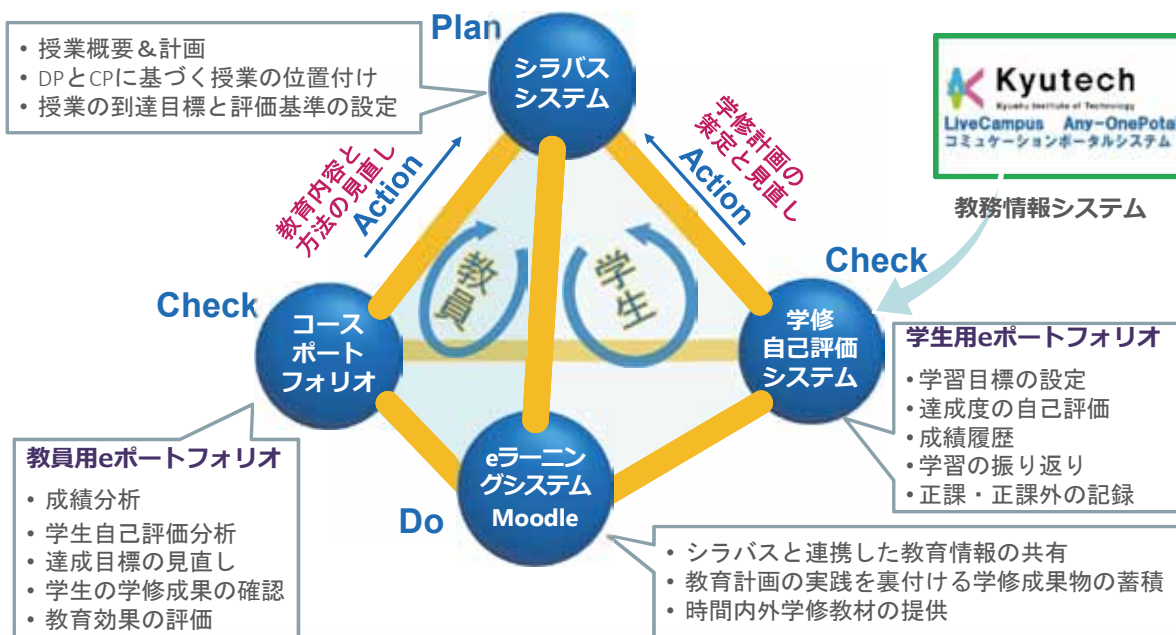 Plan
・授業概要＆計画
・DPとCPに基づく授業の位置付け
・授業の到達目標と評価基準の設定
シラバス
システム
Kyutech
Kyushu Institute of Technology
LiveCampus Any-OnePotal
コミュケーションポータルシステム
教務情報システム
教育内容と
方法の見直し
Action
学修計画の
策定と見直し
Action
教員
学生
Check
コース
ポート
フォリオ
Check
学修
自己評価
システム
学生用eポートフォリオ
・学習目標の設定
・達成度の自己評価
・成績履歴
・学習の振り返り
・正課・正課外の記録
教員用eポートフォリオ
・成績分析
・学生自己評価分析
・達成目標の見直し
・学生の学修成果の確認
・教育効果の評価
Do
eラーニン
グシステム
Moodle
・シラバスと連携した教育情報の共有
・教育計画の実践を裏付ける学修成果物の蓄積
・時間内外学修教材の提供